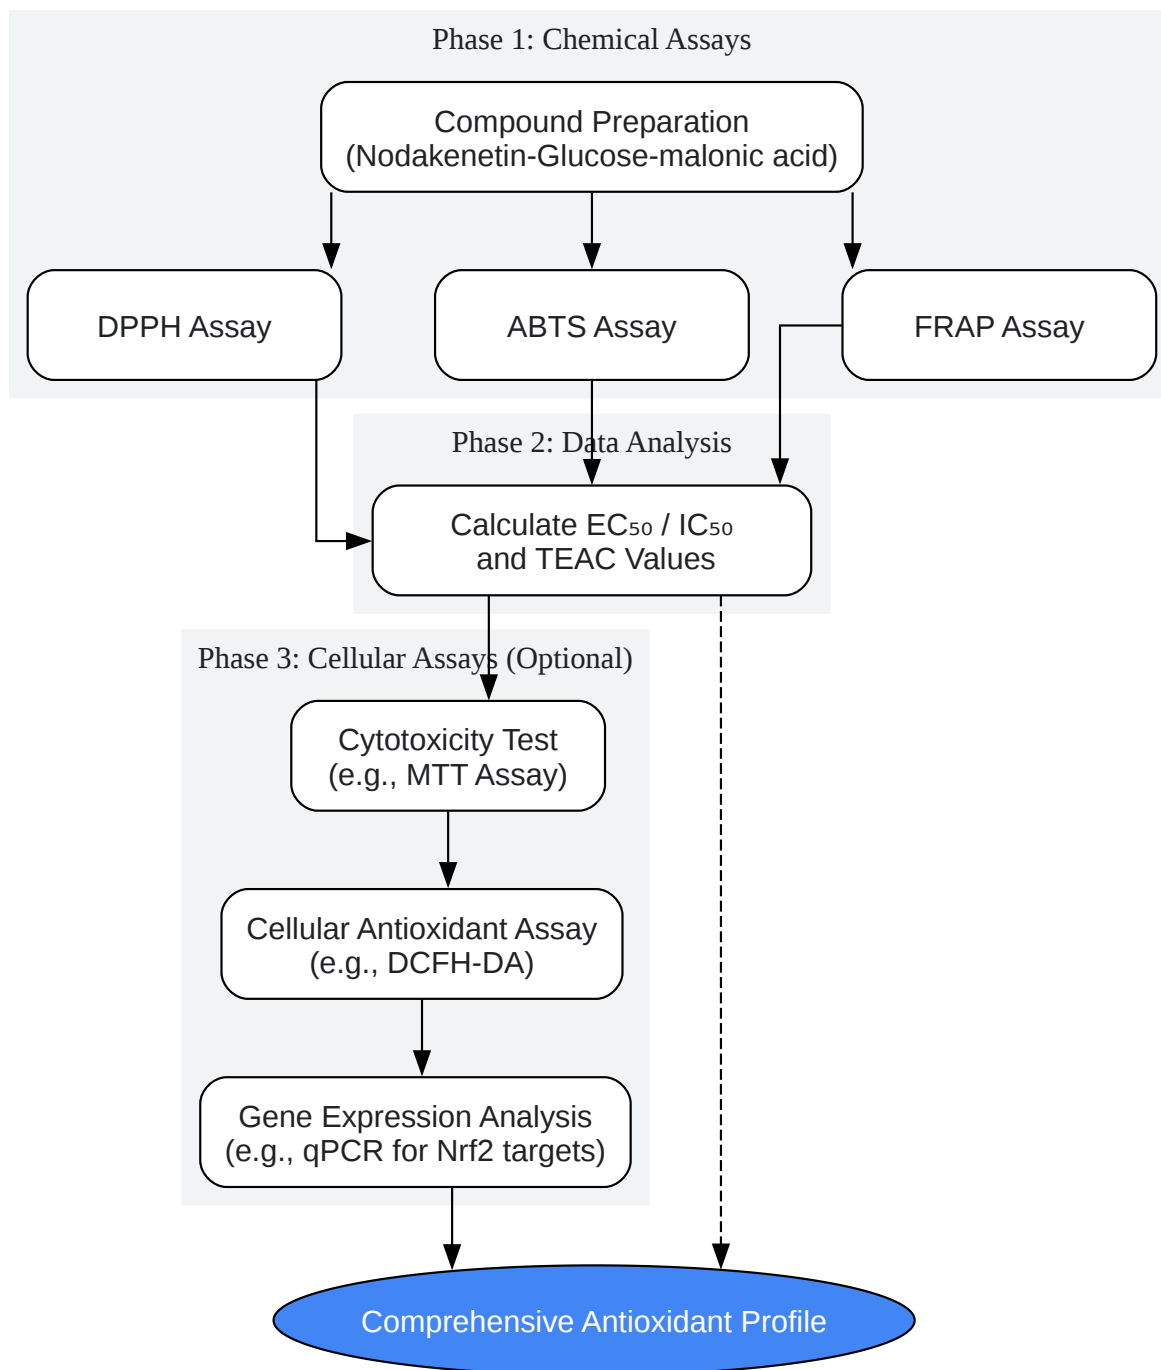 Phase 1: Chemical Assays
Compound Preparation
(Nodakenetin-Glucose-malonic acid)
DPPH Assay
ABTS Assay
FRAP Assay
Phase 2: Data Analysis
Calculate EC₅₀ / IC₅₀
and TEAC Values
Phase 3: Cellular Assays (Optional)
Cytotoxicity Test
(e.g., MTT Assay)
Cellular Antioxidant Assay
(e.g., DCFH-DA)
Gene Expression Analysis
(e.g., qPCR for Nrf2 targets)
Comprehensive Antioxidant Profile